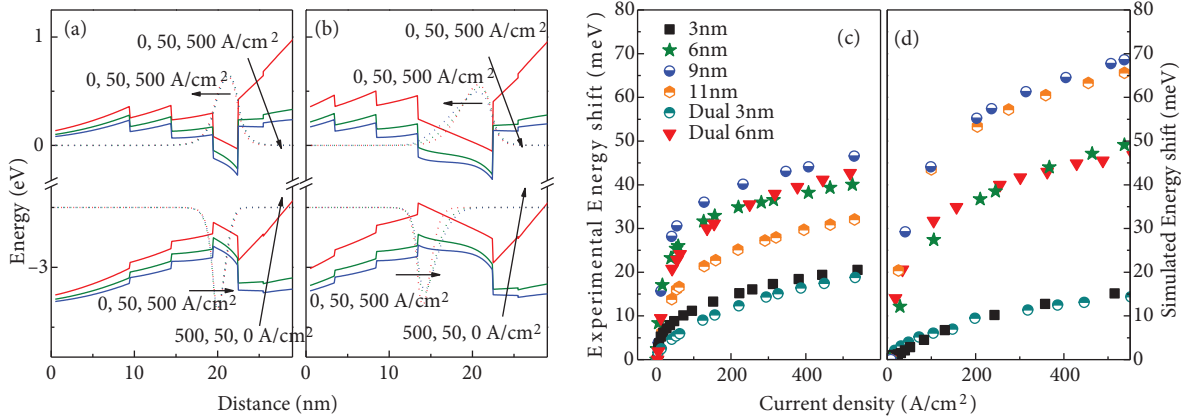 (a)
0, 50, 500 A/cm²
0, 50, 500 A/cm²
0, 50, 500 A/cm²
500, 50, 0 A/cm²
(b)
0, 50, 500 A/cm²
0, 50, 500 A/cm²
0, 50, 500 A/cm²
500, 50, 0 A/cm²
Energy (eV)
1
0
−3
0 10 20
0 10 20
Distance (nm)
(c)
3nm
6nm
9nm
11nm
Dual 3nm
Dual 6nm
Experimental Energy shift (meV)
80
70
60
50
40
30
20
10
0
0 200 400
(d)
0 200 400
Current density (A/cm²)
80
70
60
50
40
30
20
10
0
Simulated Energy shift (meV)